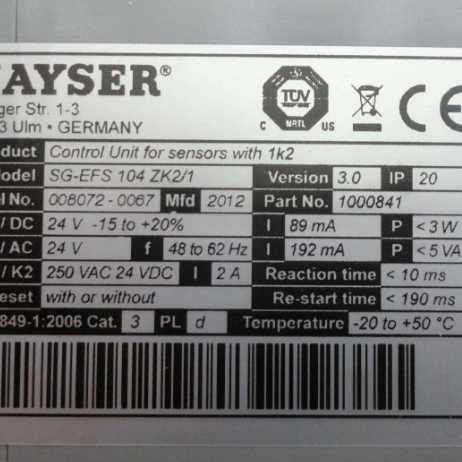 AYSER®
ger Str. 1-3
3 Ulm • GERMANY
TÜV
C NRTL US
CE
duct Control Unit for sensors with 1k2
odel SG-EFS 104 ZK2/1 Version 3.0 IP 20
al No. 008072-0067 Mfd 2012 Part No. 1000841
/ DC 24 V -15 to +20% I 89 mA P < 3 W
/ AC 24 V f 48 to 62 Hz I 192 mA P < 5 VA
/ K2 250 VAC 24 VDC I 2 A Reaction time < 10 ms
eset with or without Re-start time < 190 ms
849-1:2006 Cat. 3 PL d Temperature -20 to +50 °C